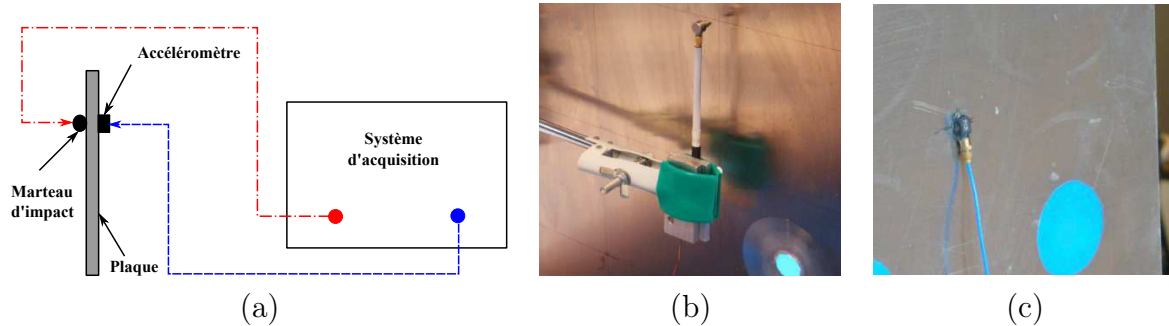 Accéléromètre
Système
d'acquisition
Marteau
d'impact
Plaque
(a)
(b)
(c)